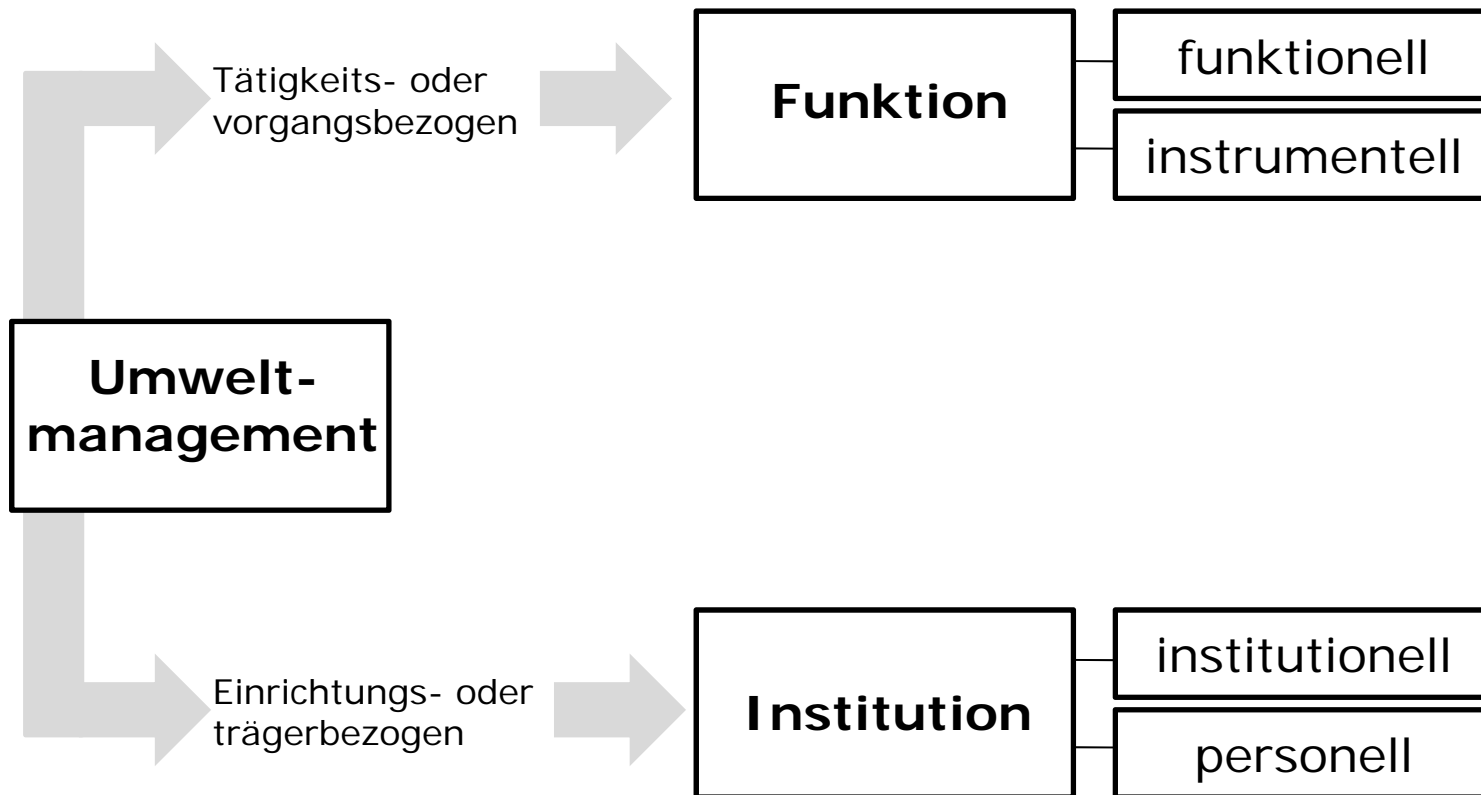 Tätigkeits- oder
vorgangsbezogen
Funktion
funktionell
instrumentell
Umwelt-
management
Einrichtungs- oder
trägerbezogen
Institution
institutionell
personell